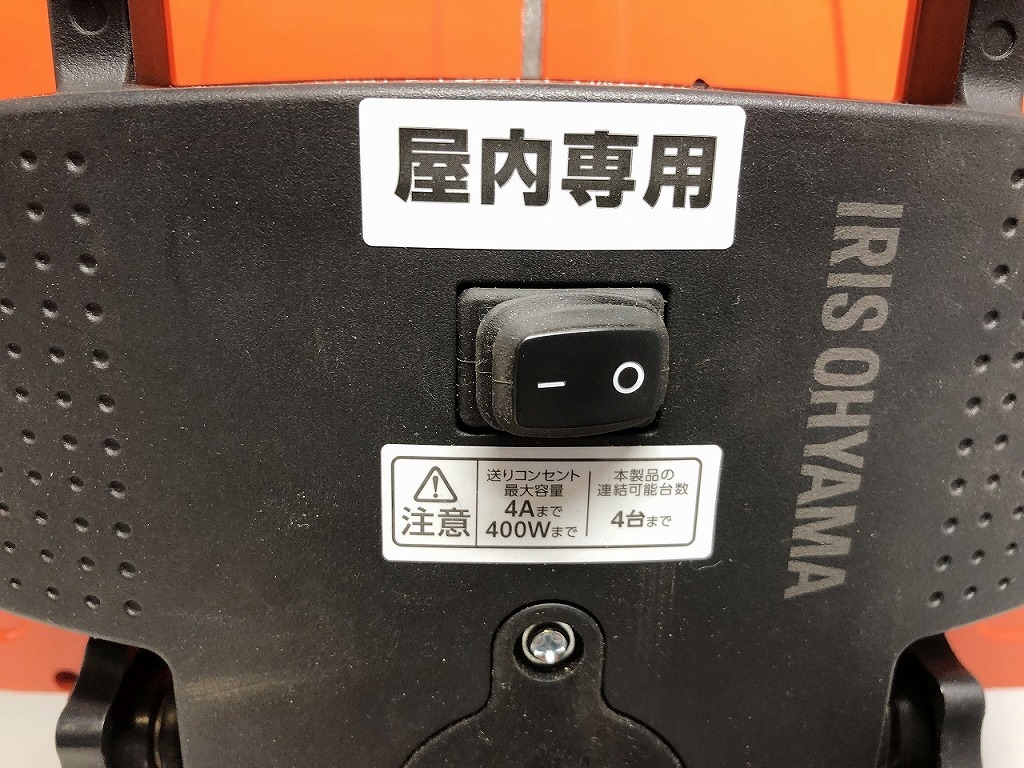 屋内専用
IRIS OHYAMA
注意
送りコンセント
最大容量
4Aまで
400Wまで
本製品の
連結可能台数
4台まで